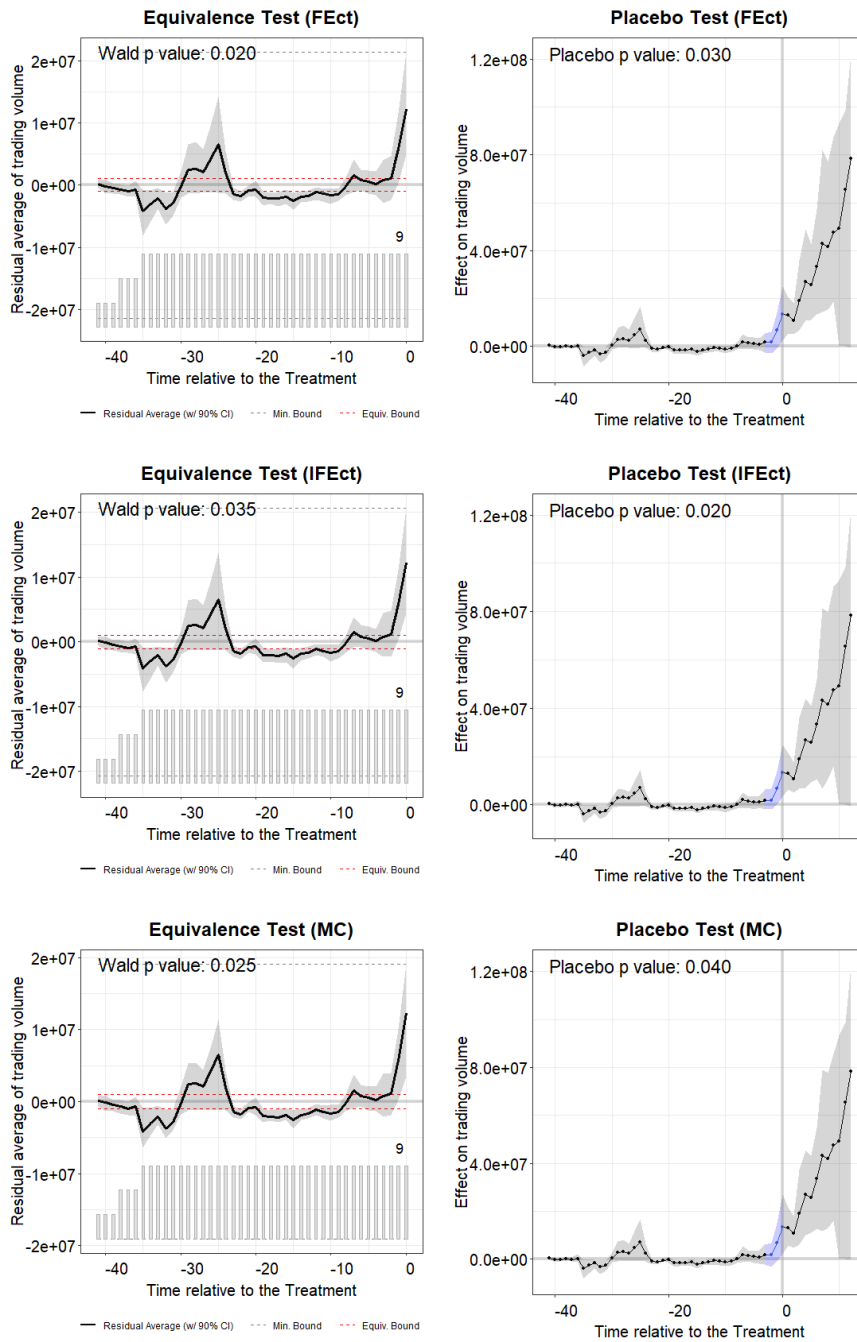 Equivalence Test (FEct)
Wald p value: 0.020
Residual average of trading volume
2e+07
1e+07
0e+00
-1e+07
-2e+07
9
-40
-30
-20
-10
0
Time relative to the Treatment
Residual Average (w/ 90% CI)
Min. Bound
Equiv. Bound
Placebo Test (FEct)
Placebo p value: 0.030
Effect on trading volume
1.2e+08
8.0e+07
4.0e+07
0.0e+00
-40
-20
0
Time relative to the Treatment
Equivalence Test (IFEct)
Wald p value: 0.035
Residual average of trading volume
2e+07
1e+07
0e+00
-1e+07
-2e+07
9
-40
-30
-20
-10
0
Time relative to the Treatment
Residual Average (w/ 90% CI)
Min. Bound
Equiv. Bound
Placebo Test (IFEct)
Placebo p value: 0.020
Effect on trading volume
1.2e+08
8.0e+07
4.0e+07
0.0e+00
-40
-20
0
Time relative to the Treatment
Equivalence Test (MC)
Wald p value: 0.025
Residual average of trading volume
2e+07
1e+07
0e+00
-1e+07
-2e+07
9
-40
-30
-20
-10
0
Time relative to the Treatment
Residual Average (w/ 90% CI)
Min. Bound
Equiv. Bound
Placebo Test (MC)
Placebo p value: 0.040
Effect on trading volume
1.2e+08
8.0e+07
4.0e+07
0.0e+00
-40
-20
0
Time relative to the Treatment